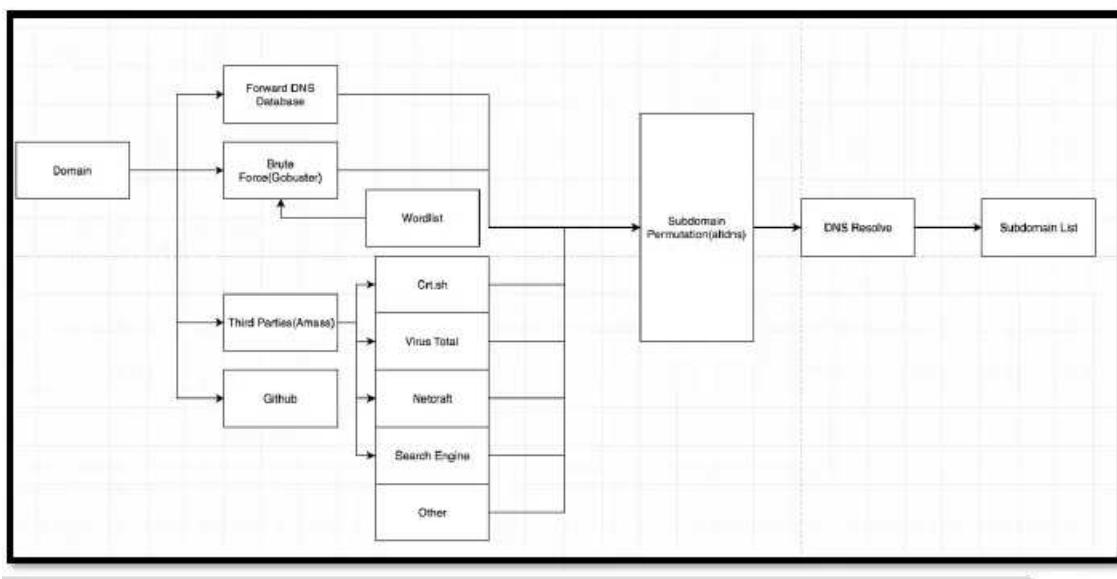 Forward DNS
Database
Domain
Brute
Force(Gobuster)
Wordlist
Subdomain
Permutation(altdns)
DNS Resolve
Subdomain List
Crt.sh
Third Parties(Amass)
Virus Total
Github
Netcraft
Search Engine
Other